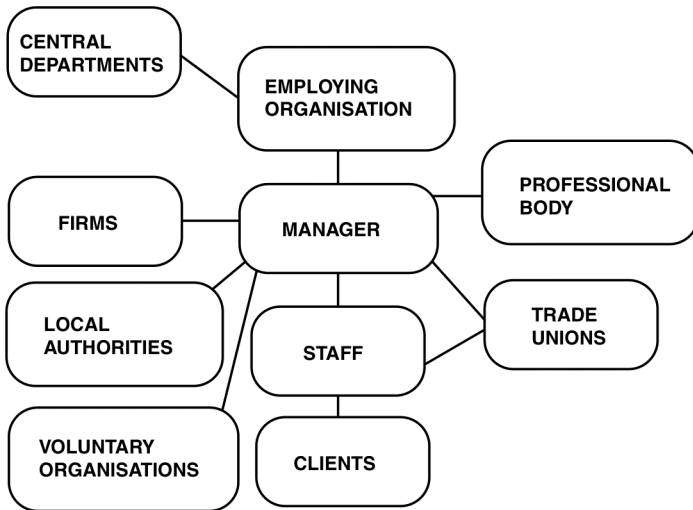 CENTRAL
DEPARTMENTS
EMPLOYING
ORGANISATION
PROFESSIONAL
BODY
FIRMS
MANAGER
LOCAL
AUTHORITIES
STAFF
TRADE
UNIONS
VOLUNTARY
ORGANISATIONS
CLIENTS